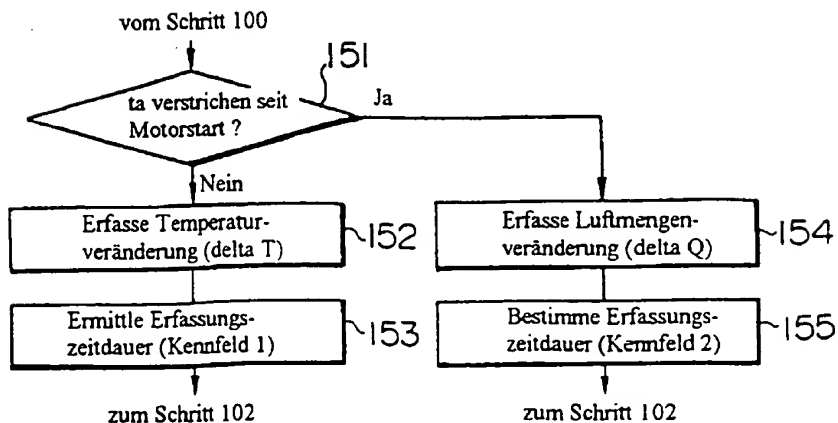 vom Schritt 100
151
ta verstrichen seit
Motorstart ?
Ja
Nein
Erfasse Temperatur-
veränderung (delta T)
152
Ermittle Erfassungs-
zeitdauer (Kennfeld 1)
153
zum Schritt 102
Erfasse Luftmengen-
veränderung (delta Q)
154
Bestimme Erfassungs-
zeitdauer (Kennfeld 2)
155
zum Schritt 102